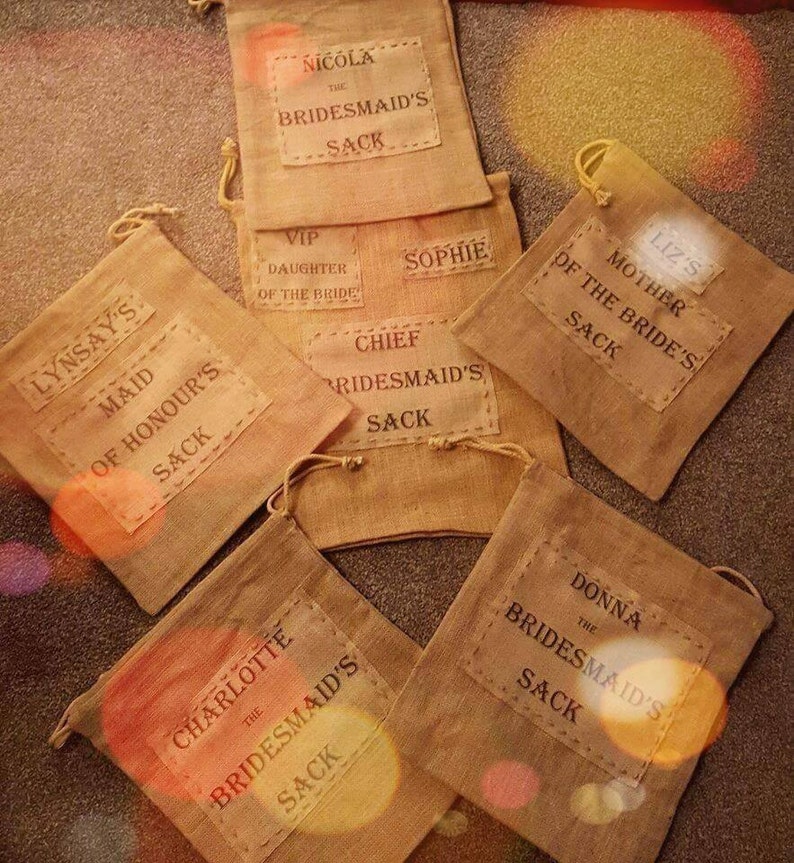 NICOLA
THE
BRIDESMAID'S
SACK
VIP
DAUGHTER
OF THE BRIDE
SOPHIE
CHIEF
BRIDESMAID'S
SACK
LIZ'S
MOTHER
OF THE BRIDE'S
SACK
LYNSAY'S
MAID
OF HONOUR'S
SACK
CHARLOTTE
THE
BRIDESMAID'S
SACK
DONNA
THE
BRIDESMAID'S
SACK